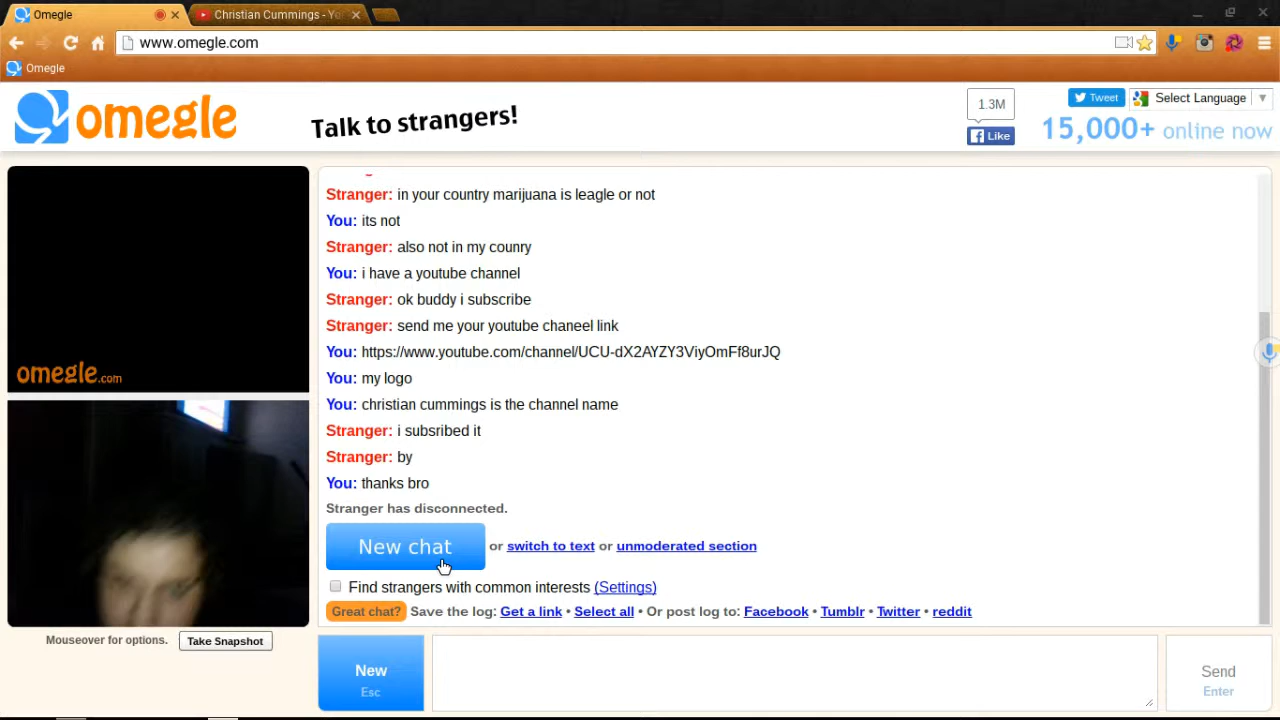 Omegle
Christian Cummings - Yo
www.omegle.com
Omegle
omegle
Talk to strangers!
1.3M
Like
Tweet
Select Language
15,000+ online now
Stranger: in your country marijuana is leagle or not
You: its not
Stranger: also not in my counry
You: i have a youtube channel
Stranger: ok buddy i subscribe
Stranger: send me your youtube chaneel link
You: https://www.youtube.com/channel/UCU-dX2AYZY3ViyOmFf8urJQ
You: my logo
You: christian cummings is the channel name
Stranger: i subsribed it
Stranger: by
You: thanks bro
Stranger has disconnected.
New chat or switch to text or unmoderated section
Find strangers with common interests (Settings)
Great chat? Save the log: Get a link • Select all • Or post log to: Facebook • Tumblr • Twitter • reddit
omegle.com
Mouseover for options. Take Snapshot
New
Esc
Send
Enter